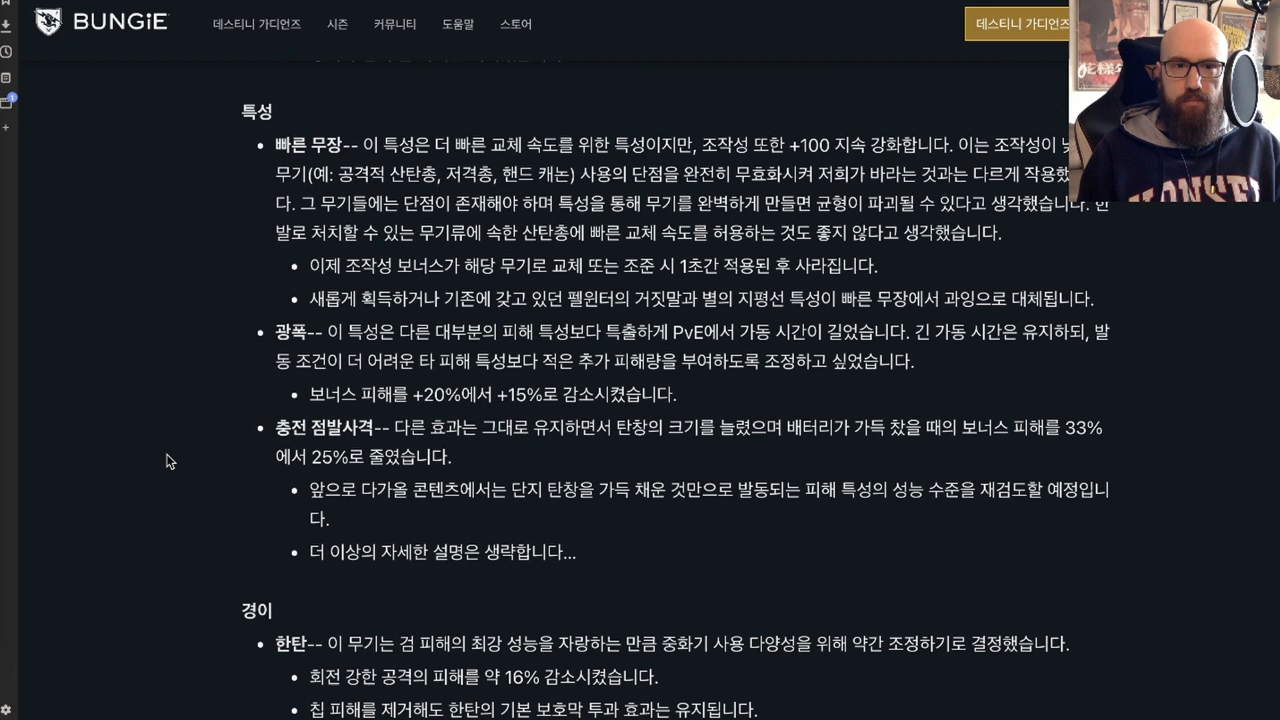 BUNGiE
데스티니 가디언즈 시즌 커뮤니티 도움말 스토어
데스티니 가디언즈
특성
빠른 무장-- 이 특성은 더 빠른 교체 속도를 위한 특성이지만, 조작성 또한 +100 지속 강화합니다. 이는 조작성이
무기(예: 공격적 산탄총, 저격총, 핸드 캐논) 사용의 단점을 완전히 무효화시켜 저희가 바라는 것과는 다르게
다. 그 무기들에는 단점이 존재해야 하며 특성을 통해 무기를 완벽하게 만들면 균형이 파괴될 수 있다고 생각했습니다. 한
발로 처치할 수 있는 무기류에 속한 산탄총에 빠른 교체 속도를 허용하는 것도 좋지 않다고 생각했습니다.
이제 조작성 보너스가 해당 무기로 교체 또는 조준 시 1초간 적용된 후 사라집니다.
새롭게 획득하거나 기존에 갖고 있던 펠윈터의 거짓말과 별의 지평선 특성이 빠른 무장에서 과잉으로 대체됩니다.
광폭-- 이 특성은 다른 대부분의 피해 특성보다 특출하게 PvE에서 가동 시간이 길었습니다. 긴 가동 시간은 유지하되, 발
동 조건이 더 어려운 타 피해 특성보다 적은 추가 피해량을 부여하도록 조정하고 싶었습니다.
보너스 피해를 +20%에서 +15%로 감소시켰습니다.
충전 점발사격-- 다른 효과는 그대로 유지하면서 탄창의 크기를 늘렸으며 배터리가 가득 찼을 때의 보너스 피해를 33%
에서 25%로 줄였습니다.
앞으로 다가올 콘텐츠에서는 단지 탄창을 가득 채운 것만으로 발동되는 피해 특성의 성능 수준을 재검도할 예정입니
다.
더 이상의 자세한 설명은 생략합니다...
경이
한탄-- 이 무기는 검 피해의 최강 성능을 자랑하는 만큼 중화기 사용 다양성을 위해 약간 조정하기로 결정했습니다.
회전 강한 공격의 피해를 약 16% 감소시켰습니다.
칩 피해를 제거해도 한탄의 기본 보호막 투과 효과는 유지됩니다.